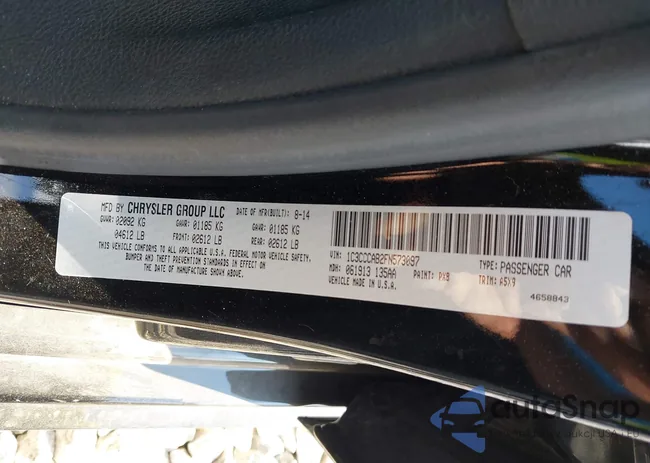 MFD BY CHRYSLER GROUP LLC DATE OF MFR(BUILT): 8-14
GVWR: 02092 KG GAWR: 01185 KG GAWR: 01185 KG
04612 LB FRONT: 02612 LB REAR: 02612 LB
THIS VEHICLE CONFORMS TO ALL APPLICABLE U.S.A. FEDERAL MOTOR VEHICLE SAFETY,
BUMPER AND THEFT PREVENTION STANDARDS IN EFFECT ON
THE DATE OF MANUFACTURE SHOWN ABOVE.
VIN: 1C3CCCAB2FN573097 TYPE: PASSENGER CAR
MDH: 061913 135AA PAINT: PX8 TRIM: A5X9
VEHICLE MADE IN U.S.A. 4658843
autoSnap